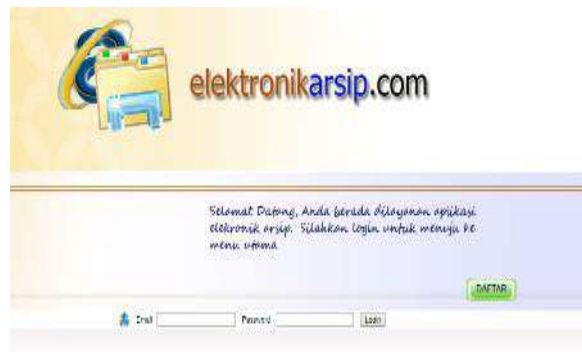 elektronikarsip.com
Selamat Datang, Anda berada dilayanan aplikasi
elektronik arsip. Silahkan login untuk menuju ke
menu utama
DAFTAR
Email Password Login